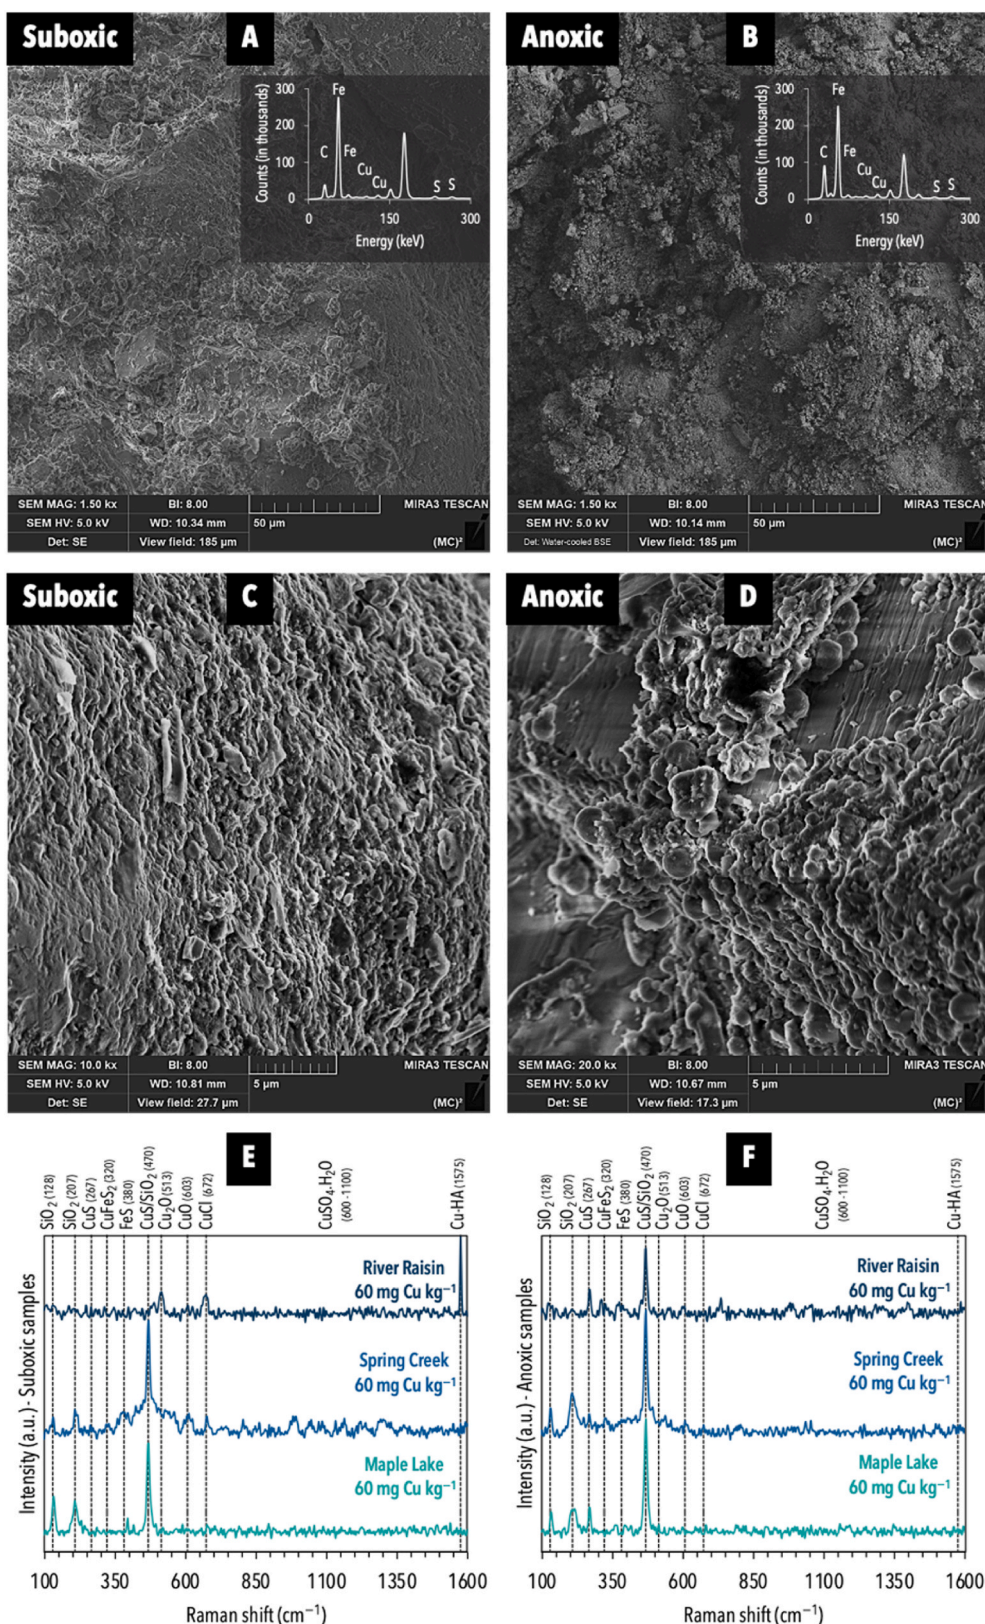 Suboxic A
Counts (in thousands)
300
200
100
0
Fe
C
Fe
Cu
Cu
S
S
0 150 300
Energy (keV)
SEM MAG: 1.50 kx BI: 8.00 MIRA3 TESCAN
SEM HV: 5.0 kV WD: 10.34 mm 50 µm
Det: SE View field: 185 µm (MC)²
Anoxic B
Counts (in thousands)
300
200
100
0
Fe
C
Fe
Cu
Cu
S
S
0 150 300
Energy (keV)
SEM MAG: 1.50 kx BI: 8.00 MIRA3 TESCAN
SEM HV: 5.0 kV WD: 10.14 mm 50 µm
Det: Water-cooled BSE View field: 185 µm (MC)²
Suboxic C
SEM MAG: 10.0 kx BI: 8.00 MIRA3 TESCAN
SEM HV: 5.0 kV WD: 10.81 mm 5 µm
Det: SE View field: 27.7 µm (MC)²
Anoxic D
SEM MAG: 20.0 kx BI: 8.00 MIRA3 TESCAN
SEM HV: 5.0 kV WD: 10.67 mm 5 µm
Det: SE View field: 17.3 µm (MC)²
E
SiO₂ (128)
SiO₂ (207)
CuS (267)
CuFeS₂ (320)
FeS (380)
CuS/SiO₂ (470)
Cu₂O (513)
CuO (603)
CuCl (672)
CuSO₄.H₂O
(600 -1100)
Cu-HA (1575)
Intensity (a.u.) - Suboxic samples
River Raisin
60 mg Cu kg⁻¹
Spring Creek
60 mg Cu kg⁻¹
Maple Lake
60 mg Cu kg⁻¹
100 350 600 850 1100 1350 1600
Raman shift (cm⁻¹)
F
SiO₂ (128)
SiO₂ (207)
CuS (267)
CuFeS₂ (320)
FeS (380)
CuS/SiO₂ (470)
Cu₂O (513)
CuO (603)
CuCl (672)
CuSO₄.H₂O
(600 -1100)
Cu-HA (1575)
Intensity (a.u.) - Anoxic samples
River Raisin
60 mg Cu kg⁻¹
Spring Creek
60 mg Cu kg⁻¹
Maple Lake
60 mg Cu kg⁻¹
100 350 600 850 1100 1350 1600
Raman shift (cm⁻¹)